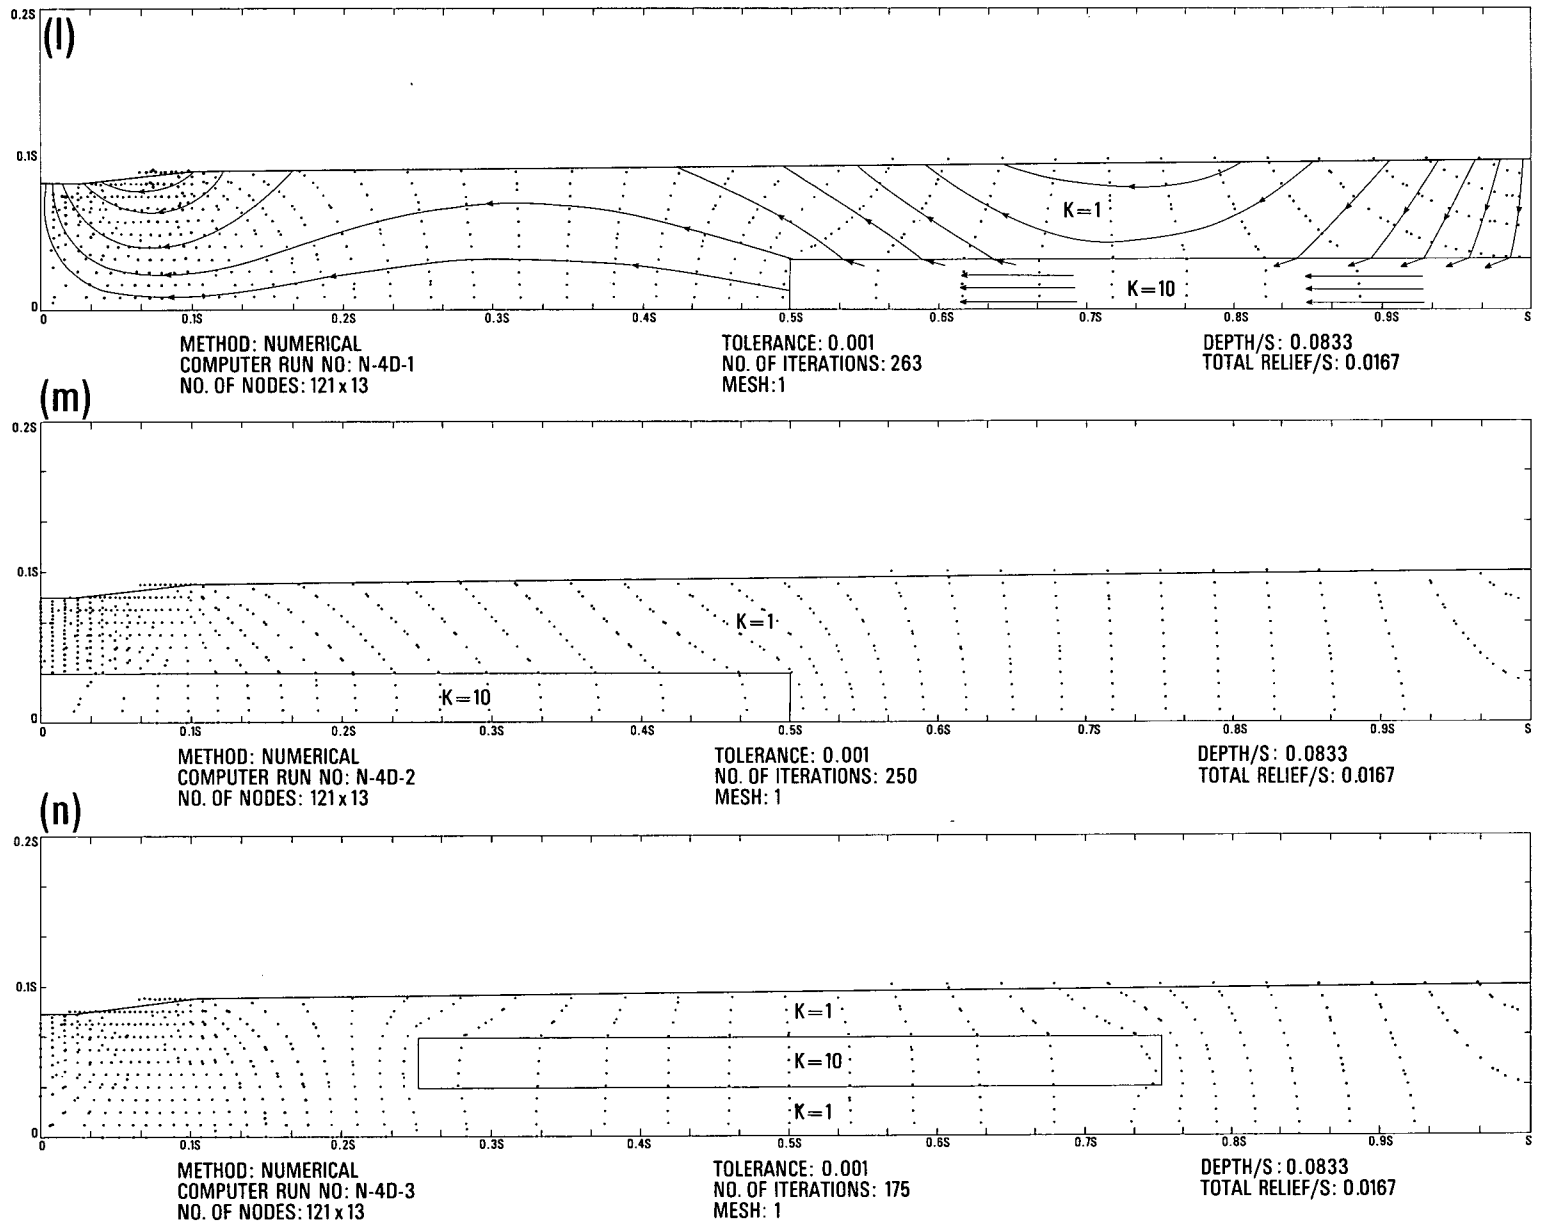 (l)
0.2S
0.1S
K=1
K=10
0
0 0.1S 0.2S 0.3S 0.4S 0.5S 0.6S 0.7S 0.8S 0.9S S
METHOD: NUMERICAL
COMPUTER RUN NO: N-4D-1
NO. OF NODES: 121 x 13
TOLERANCE: 0.001
NO. OF ITERATIONS: 263
MESH: 1
DEPTH/S: 0.0833
TOTAL RELIEF/S: 0.0167
(m)
0.2S
0.1S
K=1
K=10
0
0 0.1S 0.2S 0.3S 0.4S 0.5S 0.6S 0.7S 0.8S 0.9S S
METHOD: NUMERICAL
COMPUTER RUN NO: N-4D-2
NO. OF NODES: 121 x 13
TOLERANCE: 0.001
NO. OF ITERATIONS: 250
MESH: 1
DEPTH/S: 0.0833
TOTAL RELIEF/S: 0.0167
(n)
0.2S
0.1S
K=1
K=10
K=1
0
0 0.1S 0.2S 0.3S 0.4S 0.5S 0.6S 0.7S 0.8S 0.9S S
METHOD: NUMERICAL
COMPUTER RUN NO: N-4D-3
NO. OF NODES: 121 x 13
TOLERANCE: 0.001
NO. OF ITERATIONS: 175
MESH: 1
DEPTH/S: 0.0833
TOTAL RELIEF/S: 0.0167